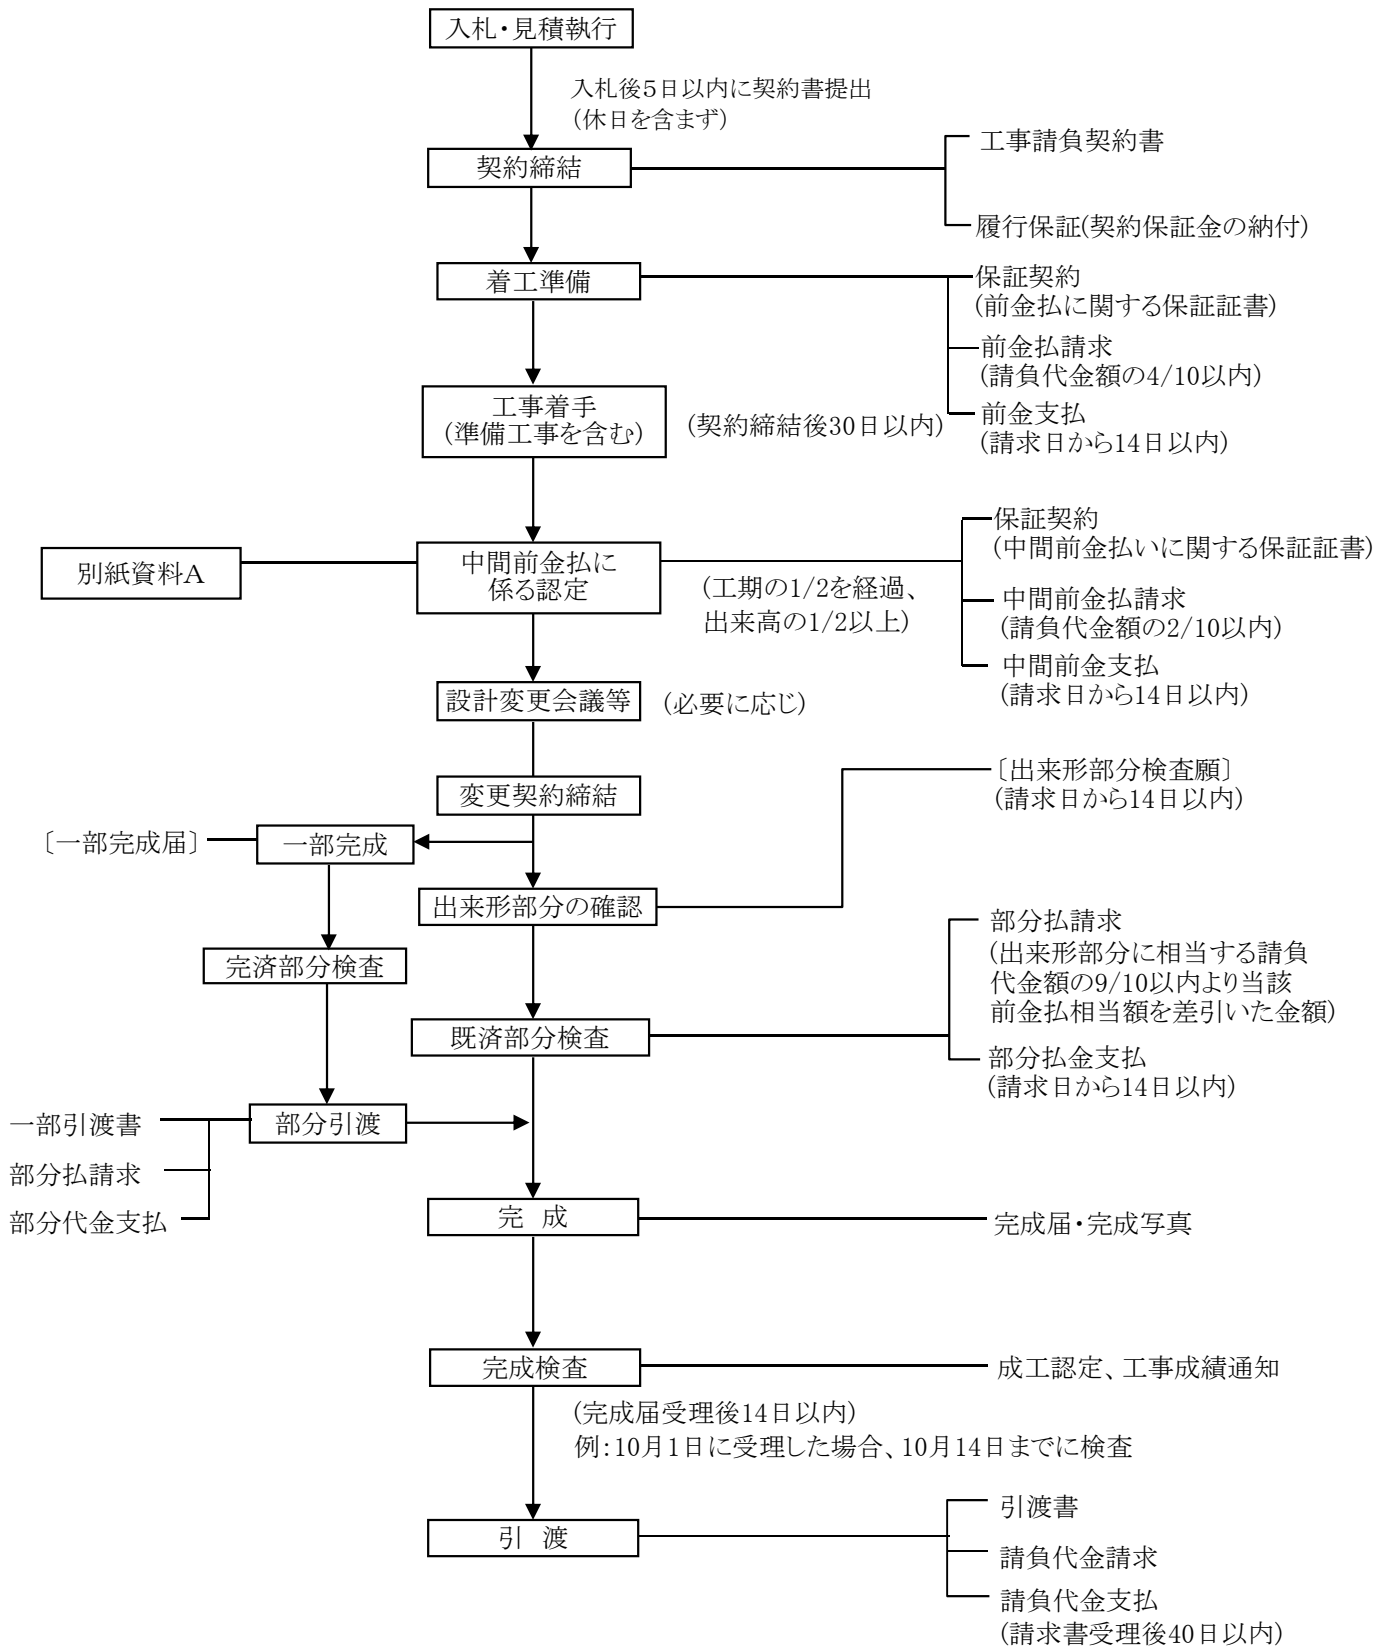 入札・見積執行
入札後5日以内に契約書提出
(休日を含まず)
契約締結
工事請負契約書
履行保証(契約保証金の納付)
着工準備
保証契約
(前金払に関する保証証書)
前金払請求
(請負代金額の4/10以内)
前金支払
(請求日から14日以内)
工事着手
(準備工事を含む)
(契約締結後30日以内)
別紙資料A
中間前金払に
係る認定
(工期の1/2を経過、
出来高の1/2以上)
保証契約
(中間前金払いに関する保証証書)
中間前金払請求
(請負代金額の2/10以内)
中間前金支払
(請求日から14日以内)
設計変更会議等
(必要に応じ)
変更契約締結
〔出来形部分検査願〕
(請求日から14日以内)
〔一部完成届〕
一部完成
出来形部分の確認
完済部分検査
既済部分検査
部分払請求
(出来形部分に相当する請負
代金額の9/10以内より当該
前金払相当額を差引いた金額)
部分払金支払
(請求日から14日以内)
一部引渡書
部分引渡
部分払請求
部分代金支払
完 成
完成届・完成写真
完成検査
成工認定、工事成績通知
(完成届受理後14日以内)
例:10月1日に受理した場合、10月14日までに検査
引 渡
引渡書
請負代金請求
請負代金支払
(請求書受理後40日以内)